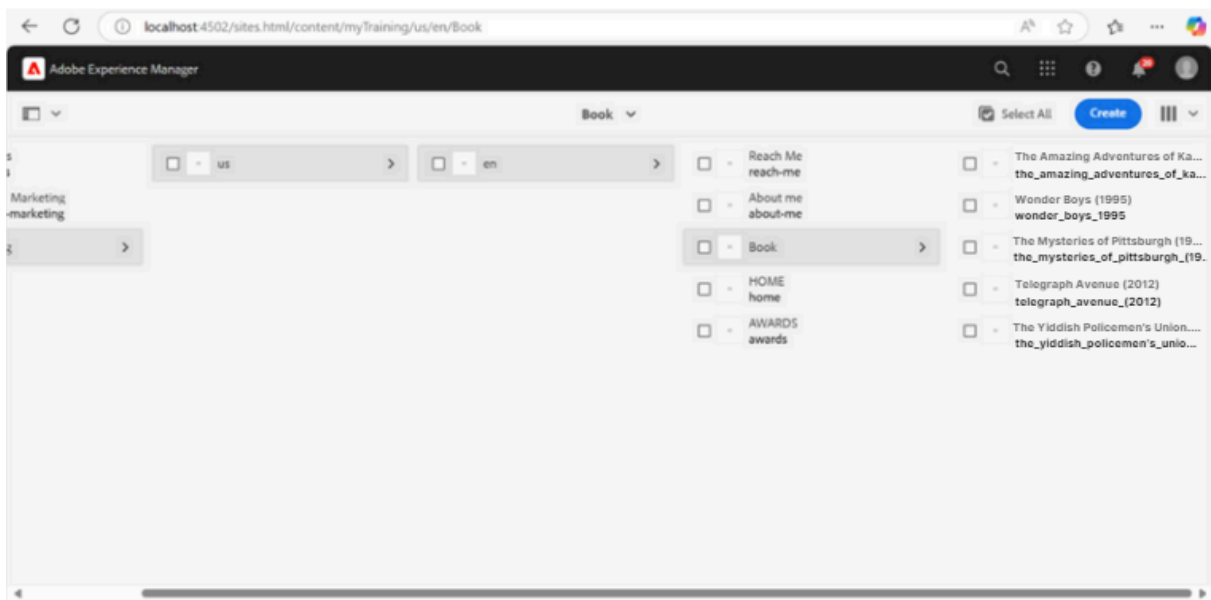 localhost:4502/sites.html/content/myTraining/us/en/Book
Adobe Experience Manager
Book
Select All
Create
s
s
Marketing
-marketing
g
us
en
Reach Me
reach-me
About me
about-me
Book
HOME
home
AWARDS
awards
The Amazing Adventures of Ka...
the_amazing_adventures_of_ka...
Wonder Boys (1995)
wonder_boys_1995
The Mysteries of Pittsburgh (19...
the_mysteries_of_pittsburgh_(19.
Telegraph Avenue (2012)
telegraph_avenue_(2012)
The Yiddish Policemen's Union....
the_yiddish_policemen's_unio...